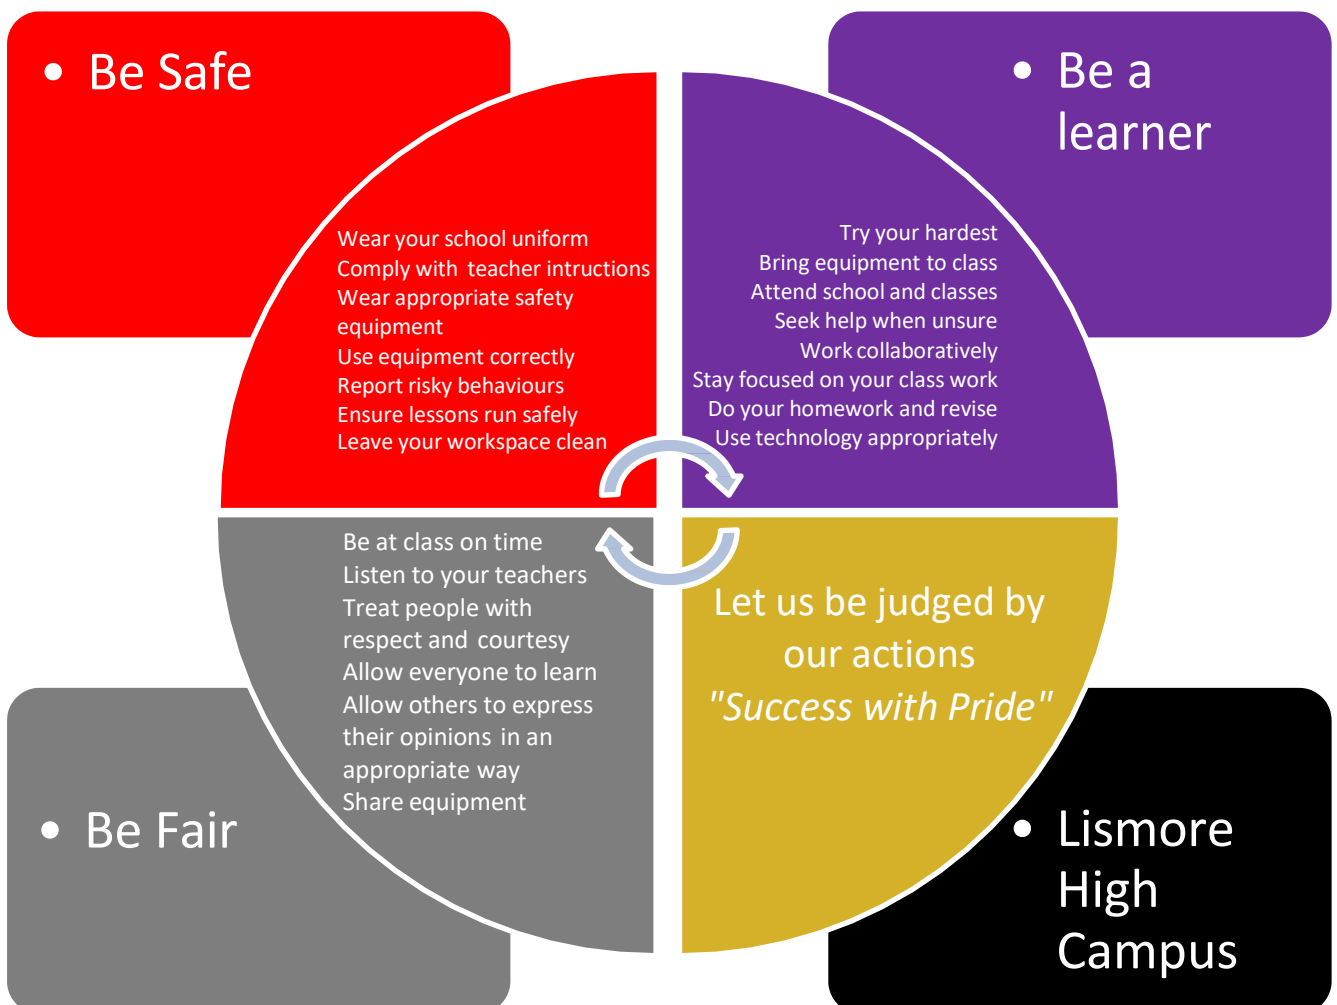 • Be Safe
Wear your school uniform
Comply with teacher intructions
Wear appropriate safety
equipment
Use equipment correctly
Report risky behaviours
Ensure lessons run safely
Leave your workspace clean
• Be a
learner
Try your hardest
Bring equipment to class
Attend school and classes
Seek help when unsure
Work collaboratively
Stay focused on your class work
Do your homework and revise
Use technology appropriately
• Be Fair
Be at class on time
Listen to your teachers
Treat people with
respect and courtesy
Allow everyone to learn
Allow others to express
their opinions in an
appropriate way
Share equipment
Let us be judged by
our actions
"Success with Pride"
• Lismore
High
Campus